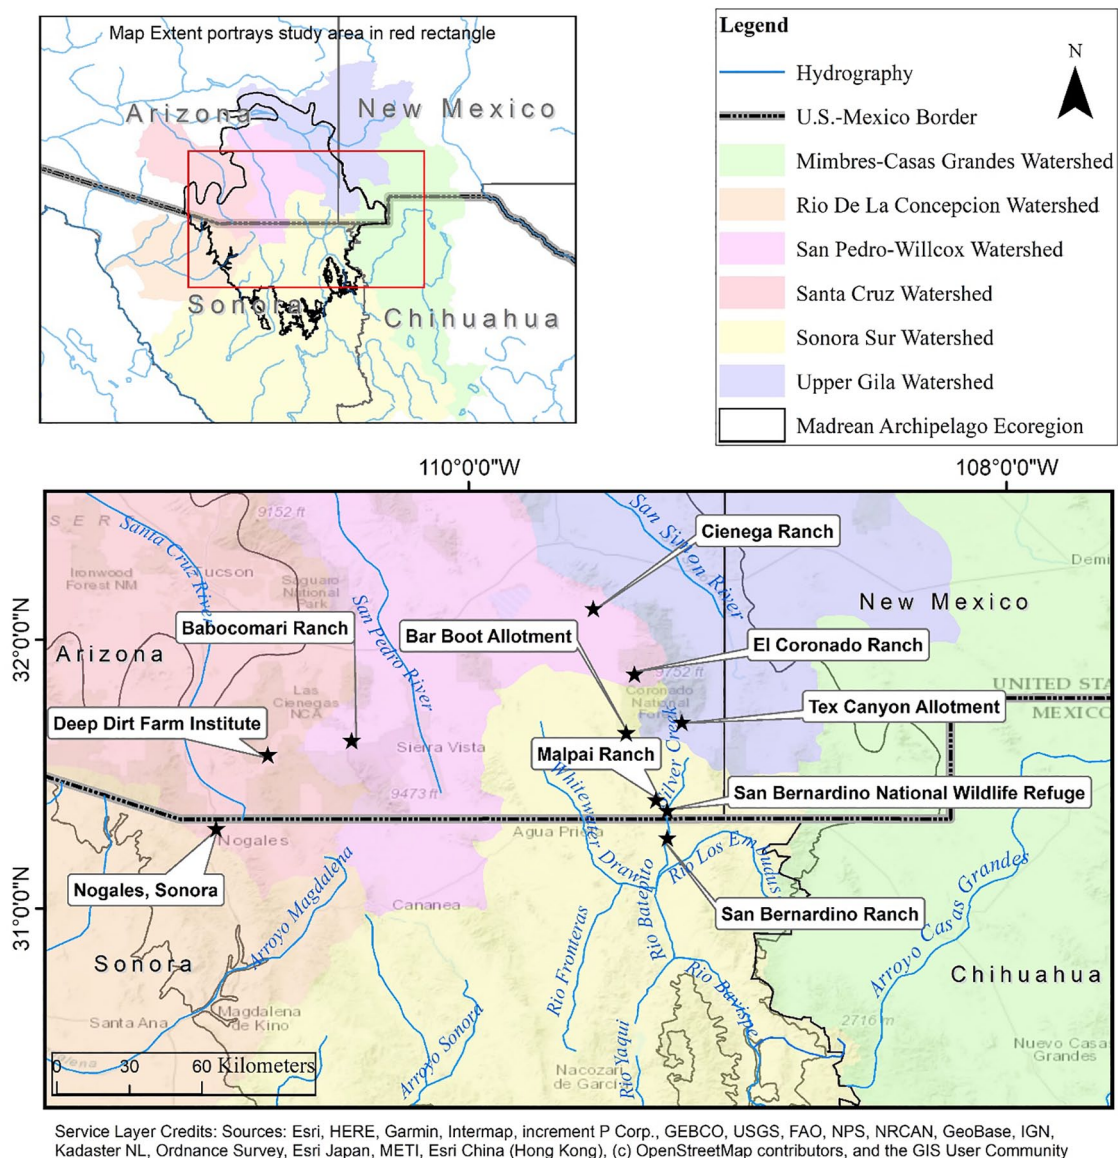 Map Extent portrays study area in red rectangle
Arizona
New Mexico
Sonora
Chihuahua
Legend
N
Hydrography
U.S.-Mexico Border
Mimbres-Casas Grandes Watershed
Rio De La Concepcion Watershed
San Pedro-Willcox Watershed
Santa Cruz Watershed
Sonora Sur Watershed
Upper Gila Watershed
Madrean Archipelago Ecoregion
110°0'0"W
108°0'0"W
32°0'0"N
31°0'0"N
SER
9152 ft
Santa Cruz River
Ironwood
Forest NM
Tucson
Saguaro
National
Park
San Pedro River
San Simon River
Cienega Ranch
Demi
New Mexico
Babocomari Ranch
Bar Boot Allotment
El Coronado Ranch
Arizona
9752 ft
Las
Cienegas
NCA
Coronado
National
UNITED STA
MEXICO
Deep Dirt Farm Institute
Tex Canyon Allotment
Sierra Vista
Malpai Ranch
Silver Creek
9473 ft
Whitewater Draw
San Bernardino National Wildlife Refuge
Agua Prieta
Nogales
Nogales, Sonora
Arroyo Magdalena
Rio Los Embudus
Rio Batepito
San Bernardino Ranch
Cananea
Arroyo Casas Grandes
Sonora
Rio Fronteras
Rio Bavispe
Chihuahua
Santa Ana
Magdalena
de Kino
Arroyo Sonora
2716 m
Rio Yaqui
Nacozari
de García
Nuevo Casas
Grandes
0 30 60 Kilometers
Service Layer Credits: Sources: Esri, HERE, Garmin, Intermap, increment P Corp., GEBCO, USGS, FAO, NPS, NRCAN, GeoBase, IGN,
Kadaster NL, Ordnance Survey, Esri Japan, METI, Esri China (Hong Kong), (c) OpenStreetMap contributors, and the GIS User Community